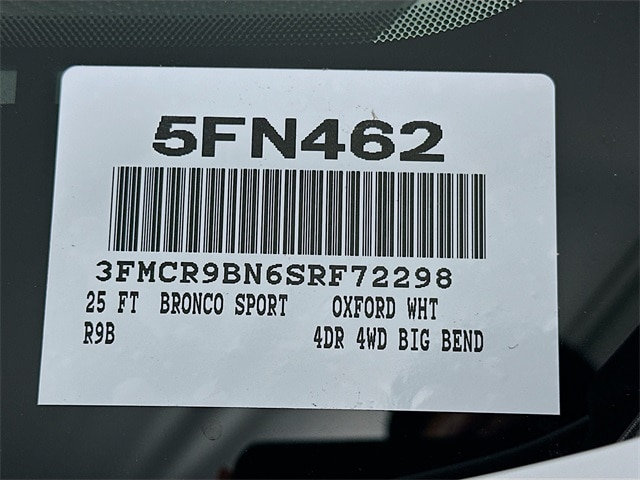 5FN462
3FMCR9BN6SRF72298
25 FT BRONCO SPORT OXFORD WHT
R9B 4DR 4WD BIG BEND